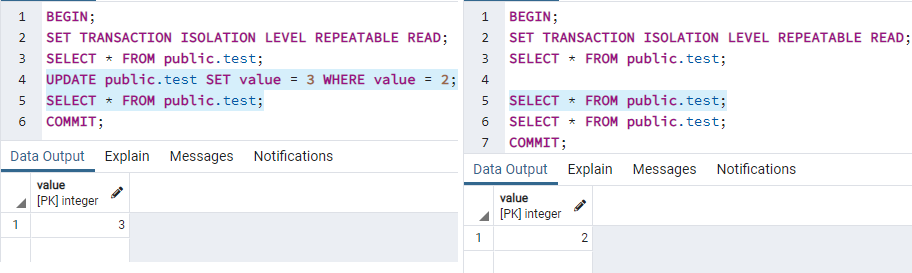 1 BEGIN;
2 SET TRANSACTION ISOLATION LEVEL REPEATABLE READ;
3 SELECT * FROM public.test;
4 UPDATE public.test SET value = 3 WHERE value = 2;
5 SELECT * FROM public.test;
6 COMMIT;
Data Output Explain Messages Notifications
value
[PK] integer
1 3
1 BEGIN;
2 SET TRANSACTION ISOLATION LEVEL REPEATABLE READ;
3 SELECT * FROM public.test;
4
5 SELECT * FROM public.test;
6 SELECT * FROM public.test;
7 COMMIT;
Data Output Explain Messages Notifications
value
[PK] integer
1 2